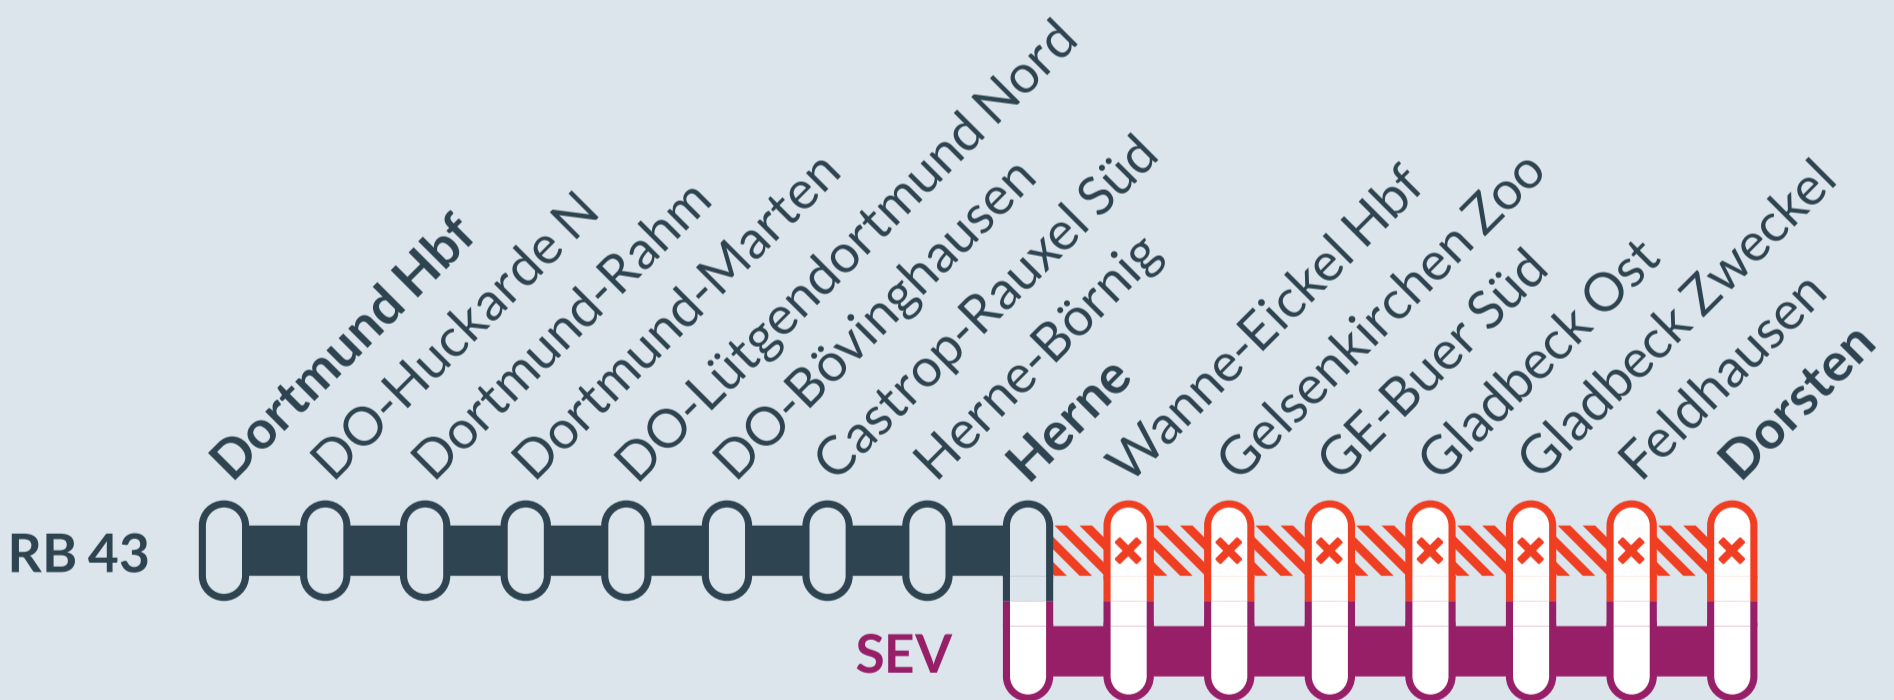 Dortmund Hbf
DO-Huckarde N
Dortmund-Rahm
Dortmund-Marten
DO-Lütgendortmund Nord
DO-Bövinghausen
Castrop-Rauxel Süd
Herne-Börnig
Herne
Wanne-Eickel Hbf
Gelsenkirchen Zoo
GE-Buer Süd
Gladbeck Ost
Gladbeck Zweckel
Feldhausen
Dorsten
RB 43
SEV